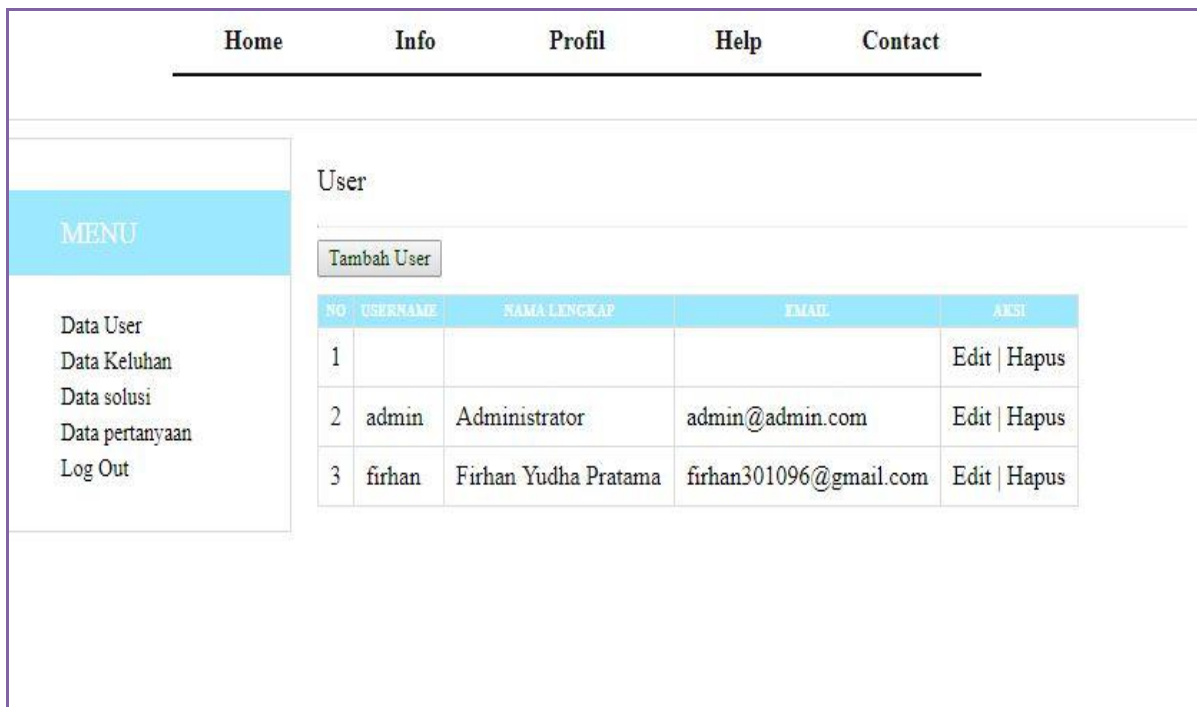 Home Info Profil Help Contact
MENU
Data User
Data Keluhan
Data solusi
Data pertanyaan
Log Out
User
Tambah User
NO USERNAME NAMA LENGKAP EMAIL AKSI
1 Edit | Hapus
2 admin Administrator admin@admin.com Edit | Hapus
3 firhan Firhan Yudha Pratama firhan301096@gmail.com Edit | Hapus